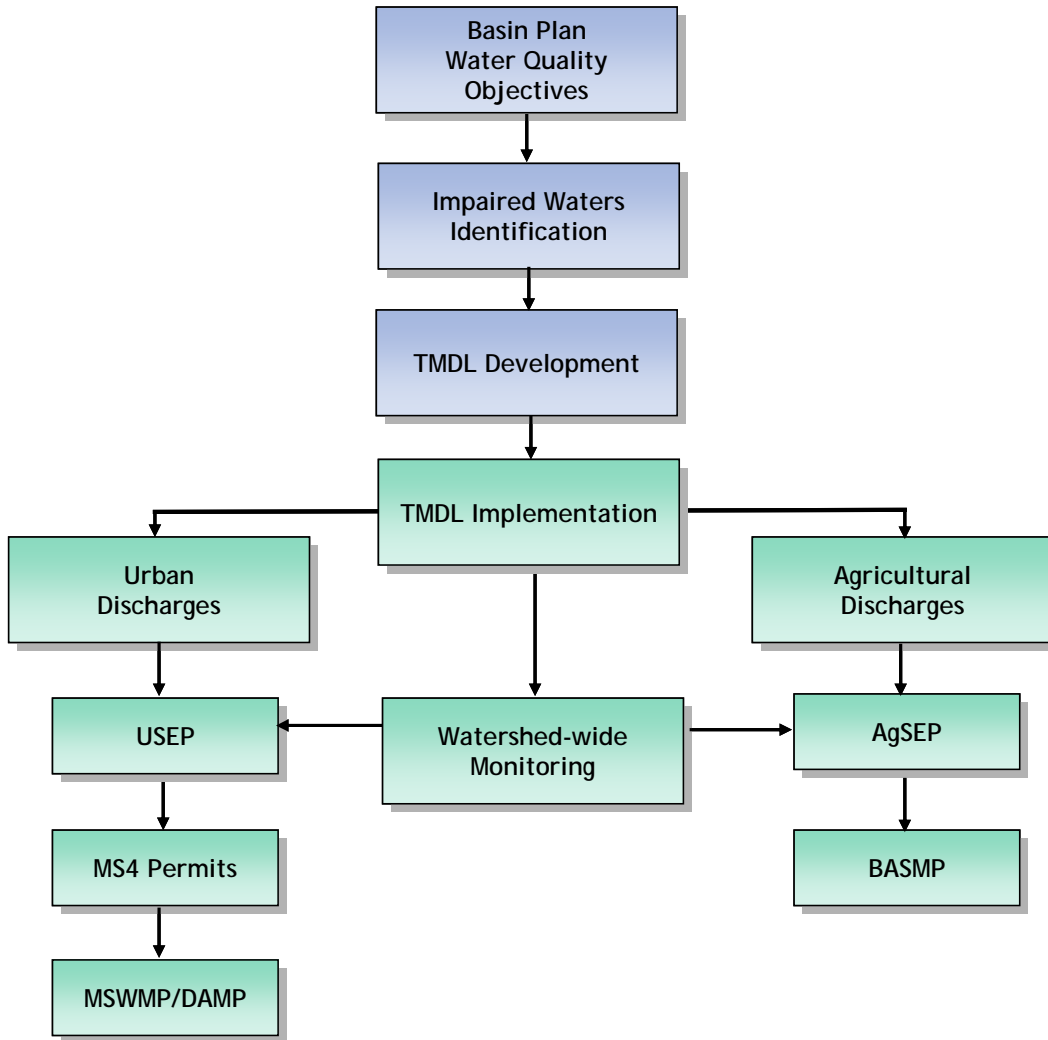 Basin Plan
Water Quality
Objectives
Impaired Waters
Identification
TMDL Development
TMDL Implementation
Urban
Discharges
Agricultural
Discharges
USEP
Watershed-wide
Monitoring
AgSEP
MS4 Permits
BASMP
MSWMP/DAMP